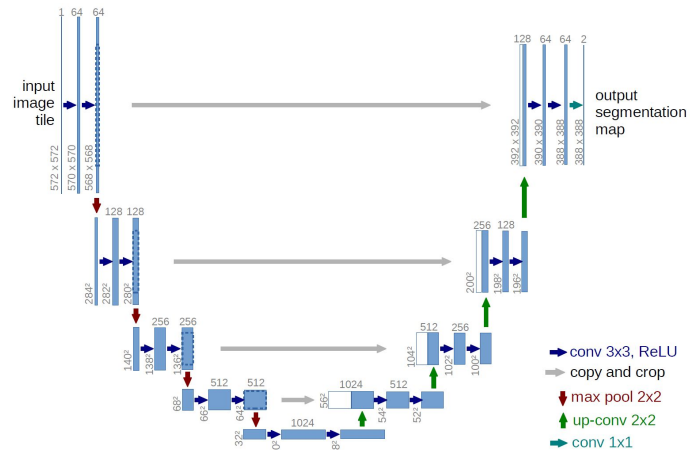 1 64 64
128 64 64 2
input
image
tile
output
segmentation
map
572 x 572
570 x 570
568 x 568
392 x 392
390 x 390
388 x 388
388 x 388
128 128
256 128
284²
282²
280²
200²
198²
196²
256 256
512 256
140²
138²
136²
104²
102²
100²
conv 3x3, ReLU
copy and crop
max pool 2x2
up-conv 2x2
conv 1x1
512 512
1024 512
68²
66²
64²
56²
54²
52²
1024
32²
0²
8²